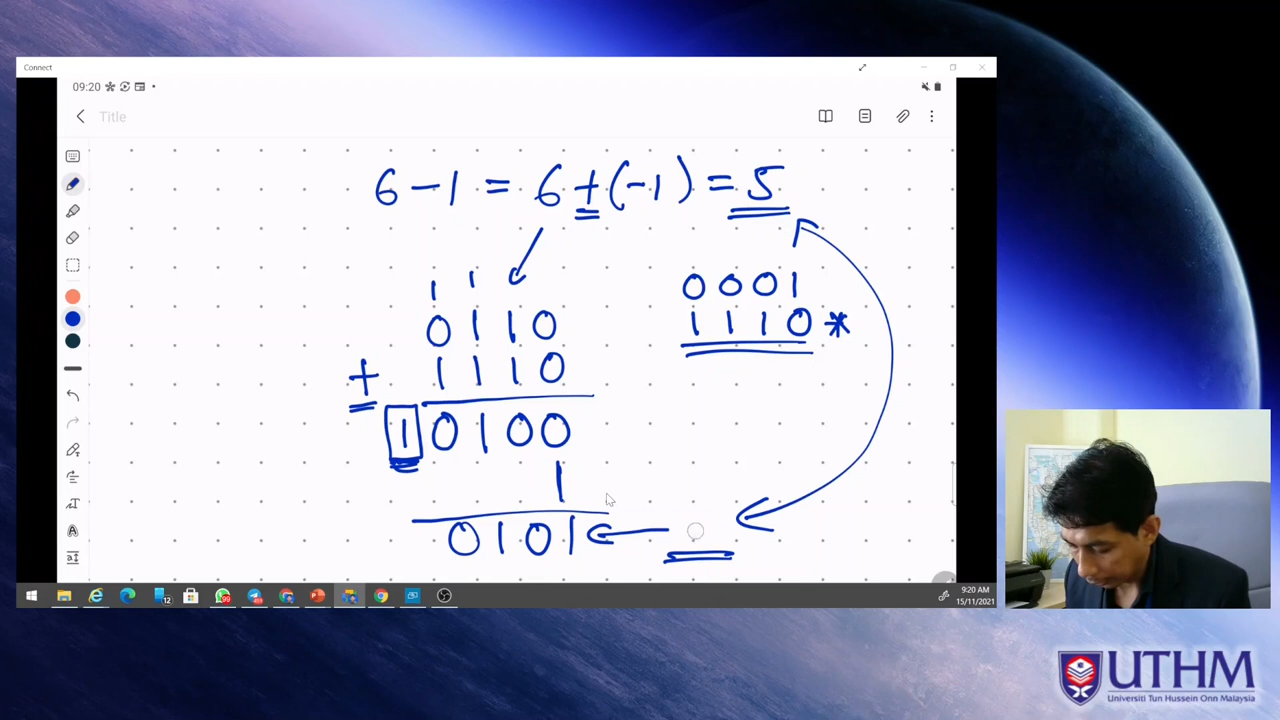 Connect
09:20
Title
6 - 1 = 6 + (-1) = 5
1 1
0 1 1 0
+ 1 1 1 0
1 0 1 0 0
1
0 1 0 1
0 0 0 1
1 1 1 0 *
9:20 AM
15/11/2021
UTHM
Universiti Tun Hussein Onn Malaysia